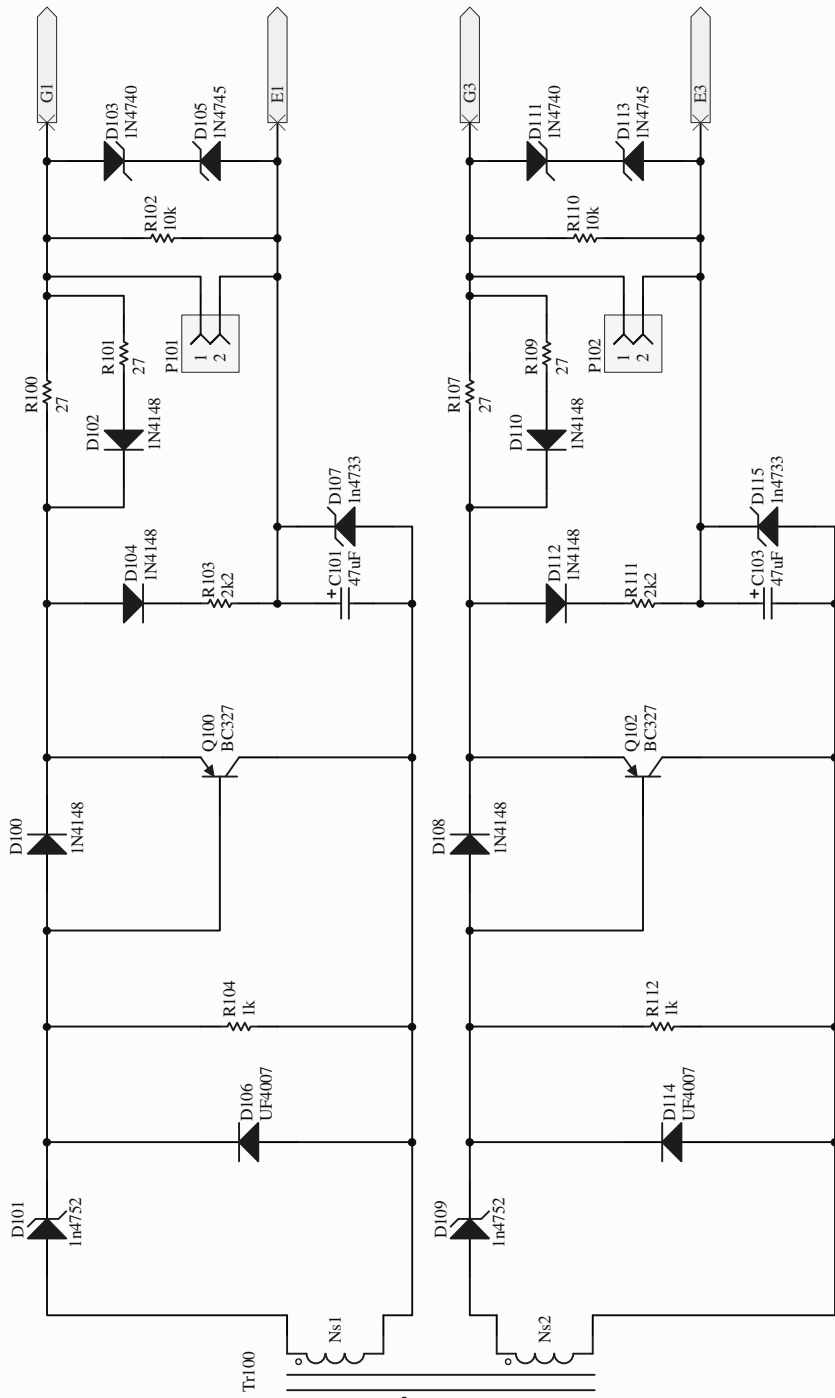 G1
D103
1N4740
D105
1N4745
E1
R102
10k
R101
27
P101
1
2
R100
27
D102
1N4148
D107
1n4733
D104
1N4148
R103
2k2
+
C101
47uF
Q100
BC327
D100
1N4148
R104
1k
D106
UF4007
D101
1n4752
Ns1
Tr100
G3
D111
1N4740
D113
1N4745
E3
R110
10k
R109
27
P102
1
2
R107
27
D110
1N4148
D115
1n4733
D112
1N4148
R111
2k2
+
C103
47uF
Q102
BC327
D108
1N4148
R112
1k
D114
UF4007
D109
1n4752
Ns2